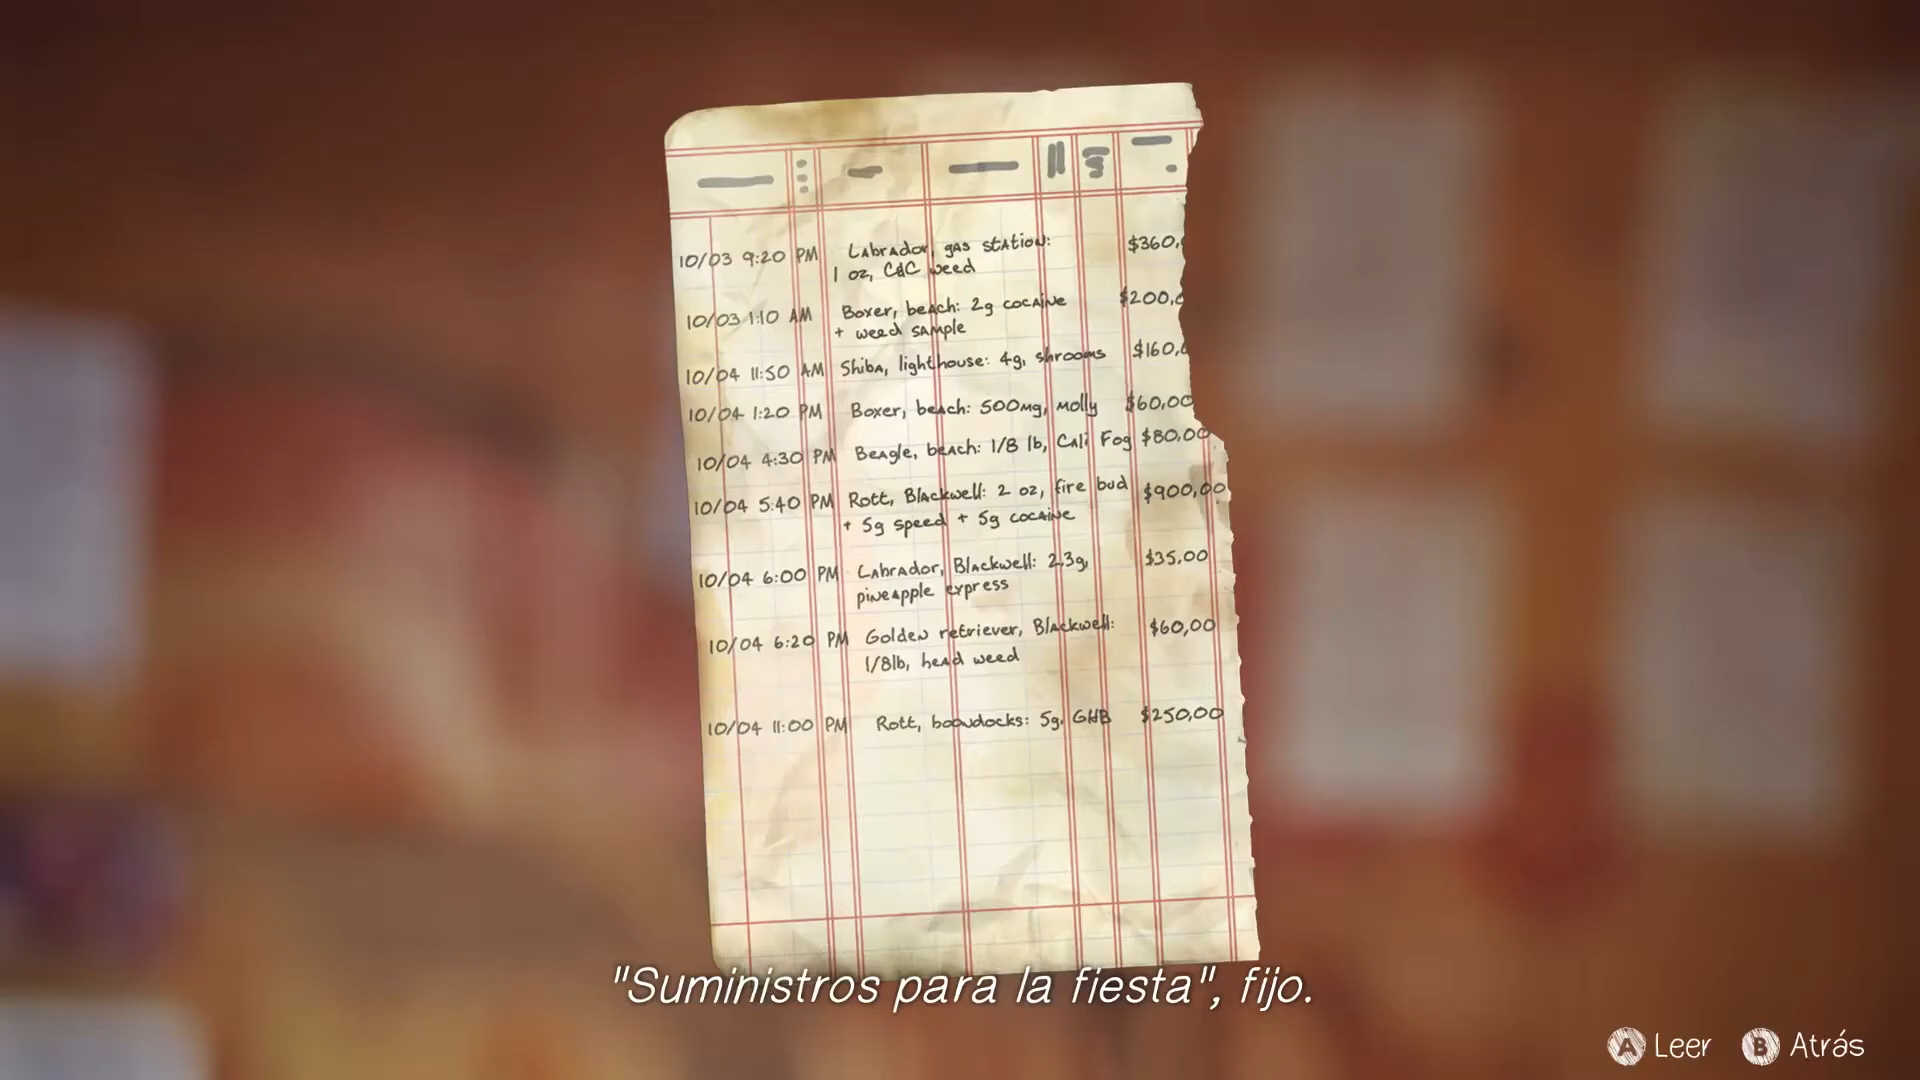 10/03 9:20 PM Labrador, gas station: $360,
1 oz, C&C weed
10/03 1:10 AM Boxer, beach: 2g cocaine $200,0
+ weed sample
10/04 11:50 AM Shiba, lighthouse: 4g, shrooms $160,0
10/04 1:20 PM Boxer, beach: 500mg, molly $60,00
10/04 4:30 PM Beagle, beach: 1/8 lb, Cali Fog $80,00
10/04 5:40 PM Rott, Blackwell: 2 oz, fire bud $900,00
+ 5g speed + 5g cocaine
10/04 6:00 PM Labrador, Blackwell: 2,3g, $35,00
pineapple express
10/04 6:20 PM Golden retriever, Blackwell: $60,00
1/8lb, head weed
10/04 11:00 PM Rott, boowdocks: 5g, GHB $250,00
"Suministros para la fiesta", fijo.
A Leer B Atrás